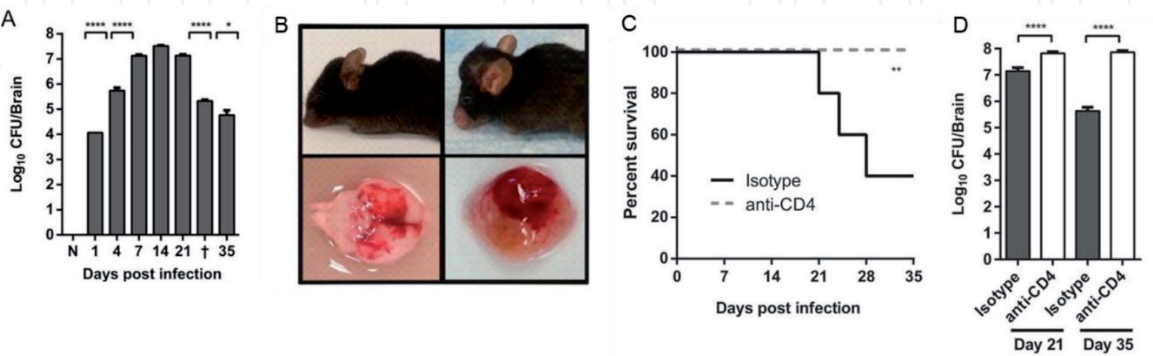 A
**** **** **** *
Log10 CFU/Brain
8
7
6
5
4
3
2
1
0
N 1 4 7 14 21 † 35
Days post infection
B
C
Percent survival
100
80
60
40
20
0
**
Isotype
anti-CD4
0 7 14 21 28 35
Days post infection
D
**** ****
Log10 CFU/Brain
8
7
6
5
4
3
2
1
0
Isotype anti-CD4 Isotype anti-CD4
Day 21 Day 35